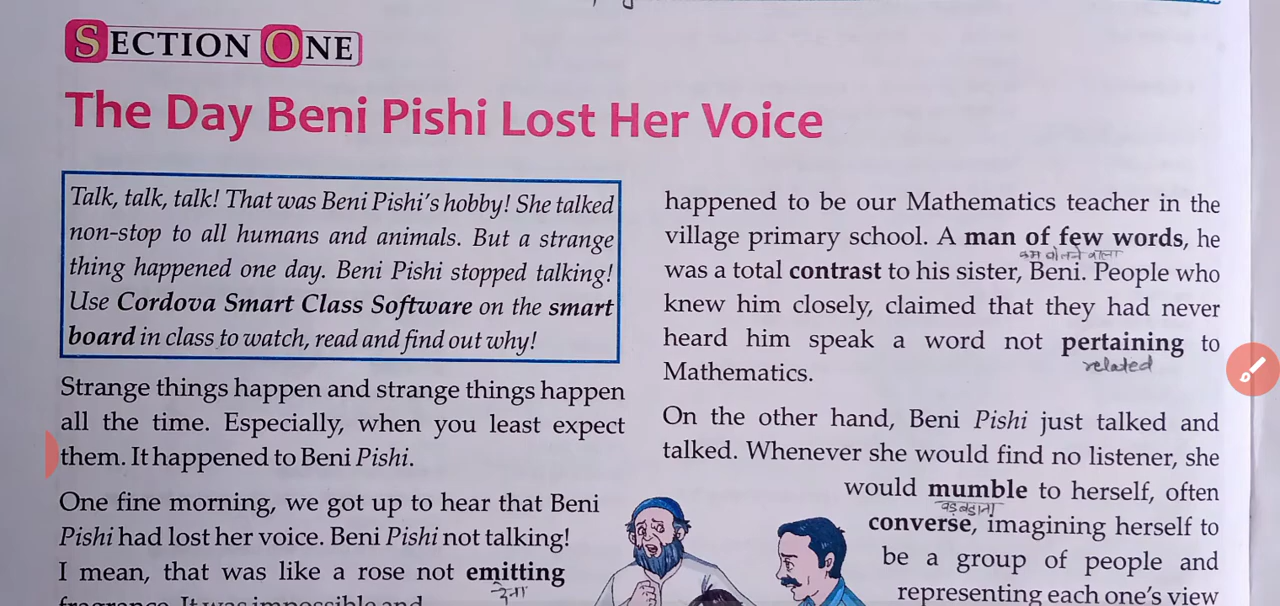 SECTION ONE
The Day Beni Pishi Lost Her Voice
Talk, talk, talk! That was Beni Pishi's hobby! She talked
non-stop to all humans and animals. But a strange
thing happened one day. Beni Pishi stopped talking!
Use Cordova Smart Class Software on the smart
board in class to watch, read and find out why!
Strange things happen and strange things happen
all the time. Especially, when you least expect
them. It happened to Beni Pishi.
One fine morning, we got up to hear that Beni
Pishi had lost her voice. Beni Pishi not talking!
I mean, that was like a rose not emitting
देना
fragrance. It was impossible and
happened to be our Mathematics teacher in the
village primary school. A man of few words, he
कम बोलने वाला
was a total contrast to his sister, Beni. People who
knew him closely, claimed that they had never
heard him speak a word not pertaining to
related
Mathematics.
On the other hand, Beni Pishi just talked and
talked. Whenever she would find no listener, she
would mumble to herself, often
बड़बड़ाना
converse, imagining herself to
be a group of people and
representing each one's view